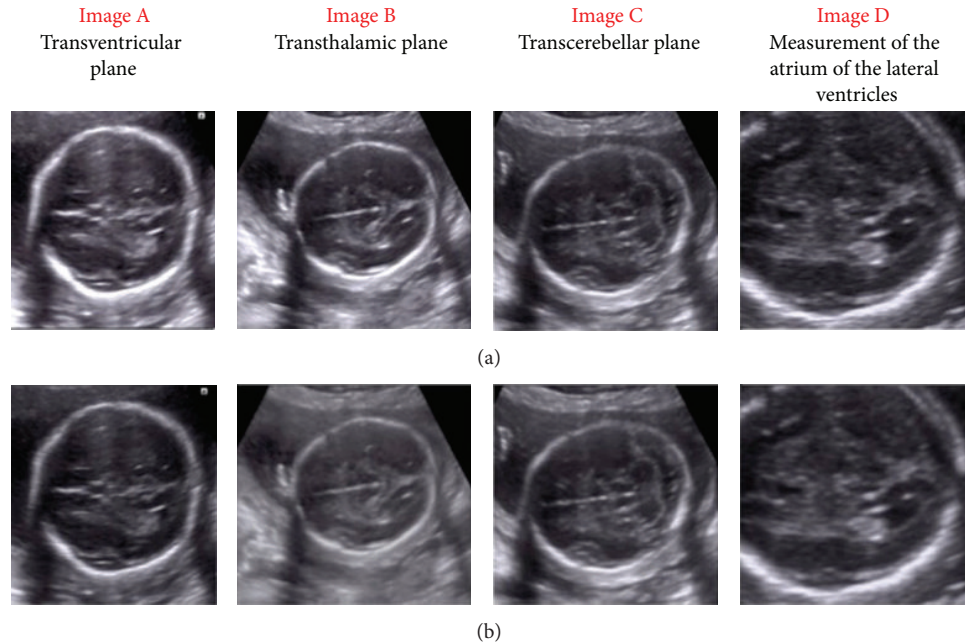 Image A
Transventricular
plane
Image B
Transthalamic plane
Image C
Transcerebellar plane
Image D
Measurement of the
atrium of the lateral
ventricles
(a)
(b)